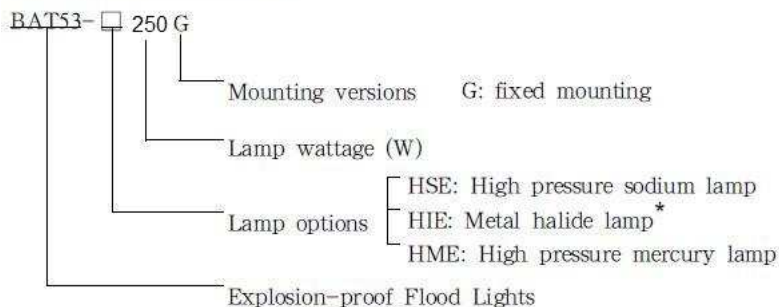 BAT53-□ 250 G
Mounting versions G: fixed mounting
Lamp wattage (W)
HSE: High pressure sodium lamp
Lamp options HIE: Metal halide lamp*
HME: High pressure mercury lamp
Explosion-proof Flood Lights